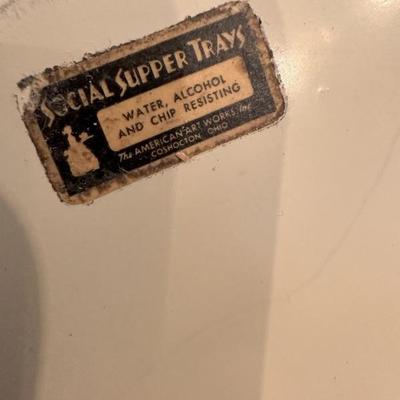 SOCIAL SUPPER TRAYS
WATER, ALCOHOL
AND CHIP RESISTING
The AMERICAN ART WORKS, Inc.
COSHOCTON, OHIO